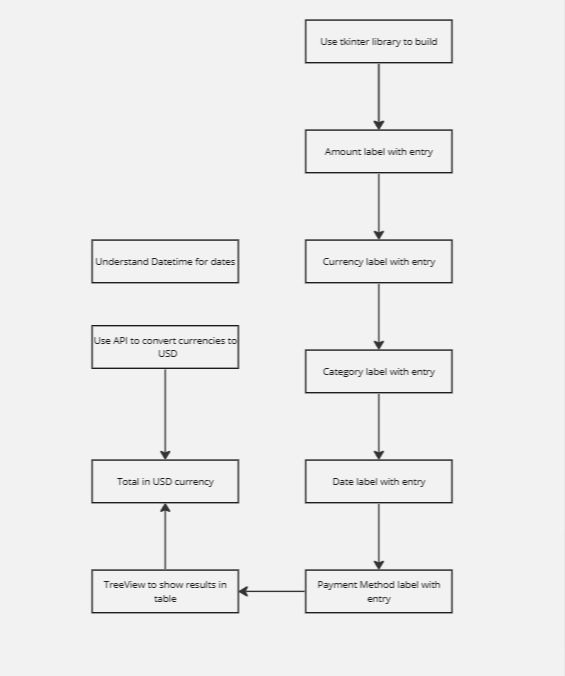 Use tkinter library to build
Amount label with entry
Understand Datetime for dates
Currency label with entry
Use API to convert currencies to
USD
Category label with entry
Total in USD currency
Date label with entry
TreeView to show results in
table
Payment Method label with
entry